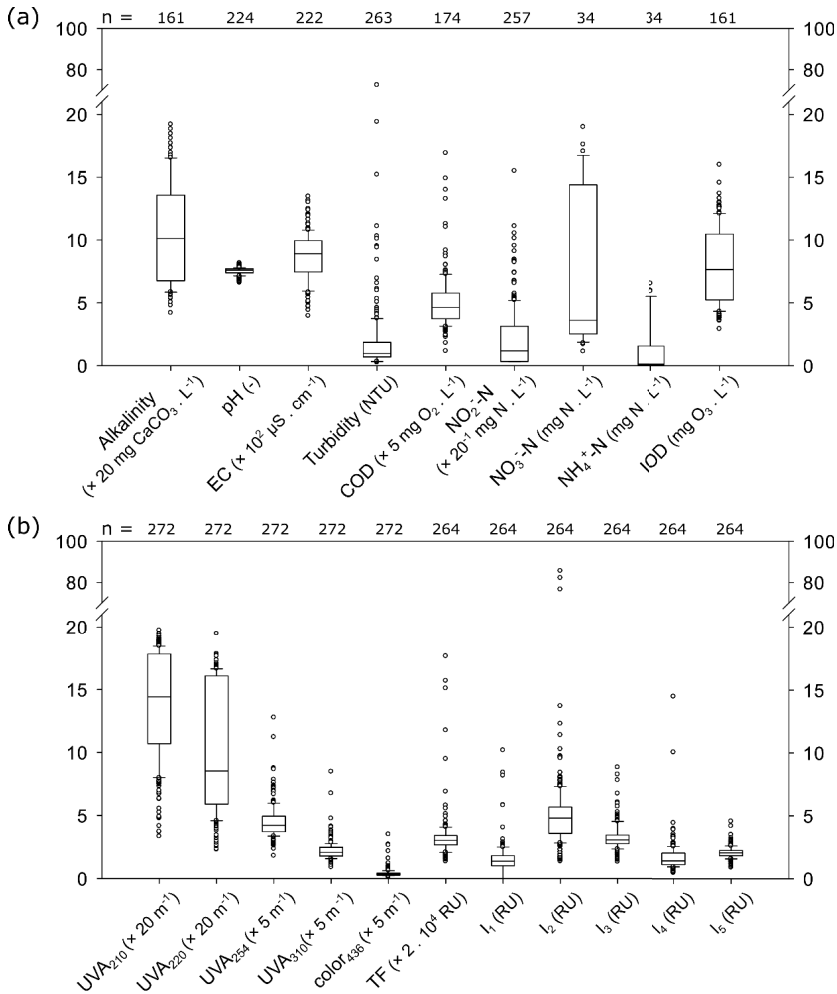 (a) n = 161 224 222 263 174 257 34 34 161
100 100
80 80
60 60
20 20
15 15
10 10
5 5
0 0
Alkalinity (× 20 mg CaCO₃ . L⁻¹)
pH (-)
EC (× 10² µS . cm⁻¹)
Turbidity (NTU)
COD (× 5 mg O₂ . L⁻¹)
NO₂⁻-N (× 20⁻¹ mg N . L⁻¹)
NO₃⁻-N (mg N . L⁻¹)
NH₄⁺-N (mg N . L⁻¹)
IOD (mg O₃ . L⁻¹)
(b) n = 272 272 272 272 272 264 264 264 264 264 264
100 100
80 80
60 60
20 20
15 15
10 10
5 5
0 0
UVA₂₁₀ (× 20 m⁻¹)
UVA₂₂₀ (× 20 m⁻¹)
UVA₂₅₄ (× 5 m⁻¹)
UVA₃₁₀(× 5 m⁻¹)
color₄₃₆ (× 5 m⁻¹)
TF (× 2 . 10⁴ RU)
I₁ (RU)
I₂ (RU)
I₃ (RU)
I₄ (RU)
I₅ (RU)